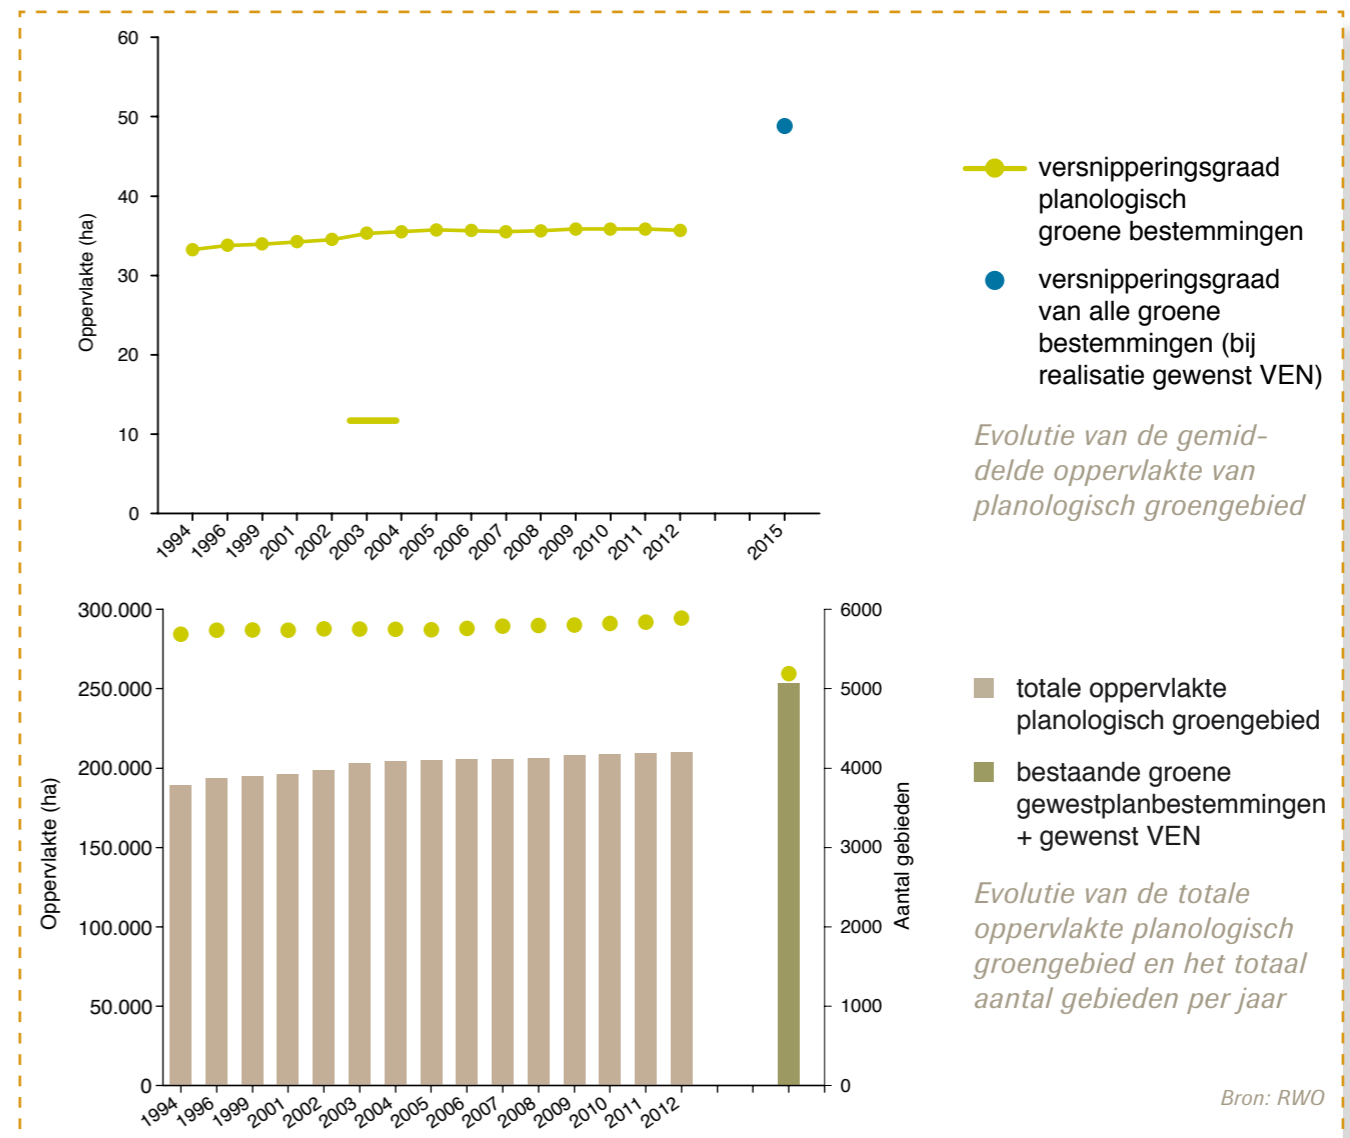 60
50
40
30
20
10
0
Oppervlakte (ha)
1994
1996
1999
2001
2002
2003
2004
2005
2006
2007
2008
2009
2010
2011
2012
2015
versnipperingsgraad
planologisch
groene bestemmingen
versnipperingsgraad
van alle groene
bestemmingen (bij
realisatie gewenst VEN)
Evolutie van de gemid-
delde oppervlakte van
planologisch groengebied
300.000
250.000
200.000
150.000
100.000
50.000
0
Oppervlakte (ha)
6000
5000
4000
3000
2000
1000
0
Aantal gebieden
1994
1996
1999
2001
2002
2003
2004
2005
2006
2007
2008
2009
2010
2011
2012
totale oppervlakte
planologisch groengebied
bestaande groene
gewestplanbestemmingen
+ gewenst VEN
Evolutie van de totale
oppervlakte planologisch
groengebied en het totaal
aantal gebieden per jaar
Bron: RWO